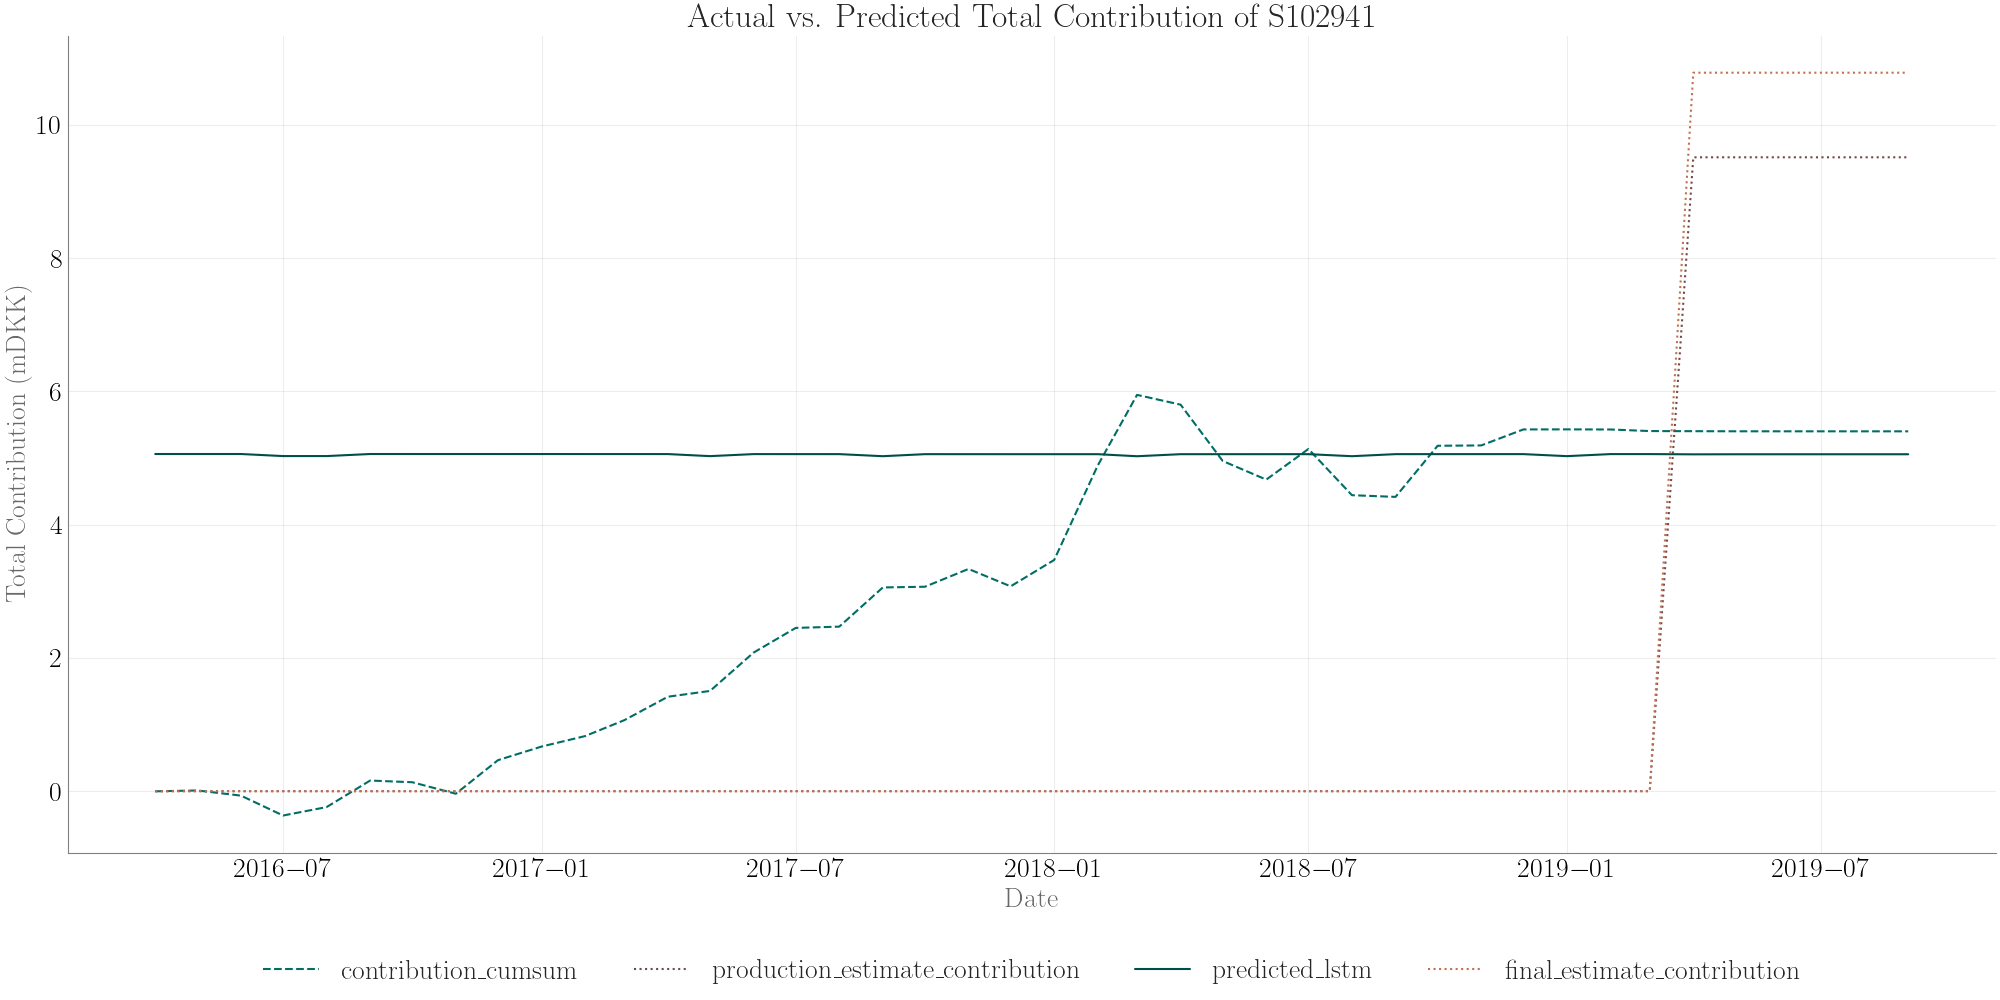 Actual vs. Predicted Total Contribution of S102941
Total Contribution (mDKK)
10
8
6
4
2
0
2016–07 2017–01 2017–07 2018–01 2018–07 2019–01 2019–07
Date
contribution_cumsum production_estimate_contribution predicted_lstm final_estimate_contribution